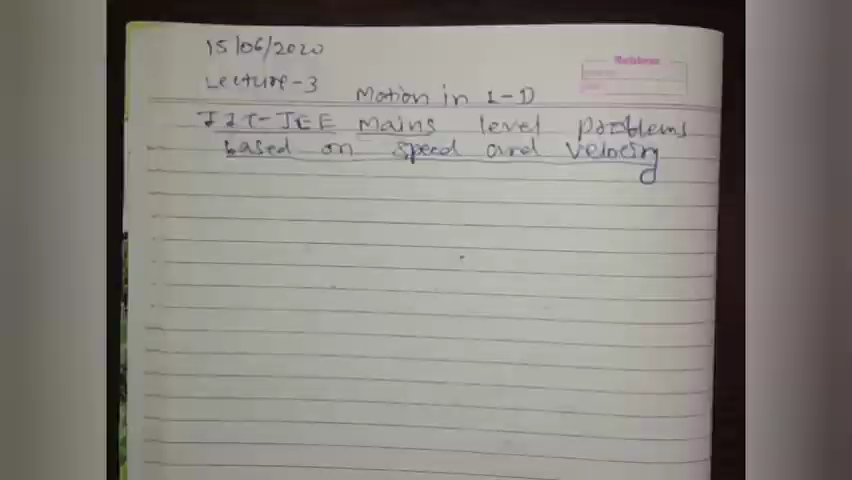 15/06/2020
Lecture-3
Motion in 1-D
IIT-JEE Mains level problems
based on speed and velocity